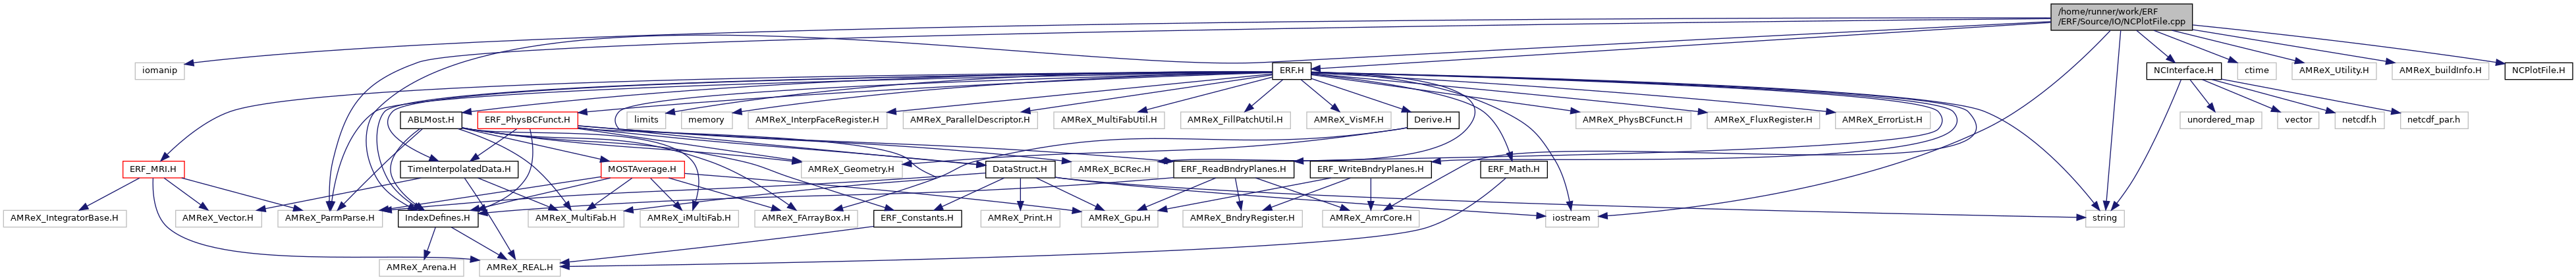 /home/runner/work/ERF
/ERF/Source/IO/NCPlotFile.cpp
iomanip
ERF.H
NCInterface.H
ctime
AMReX_Utility.H
AMReX_buildInfo.H
NCPlotFile.H
ABLMost.H
ERF_PhysBCFunct.H
limits
memory
AMReX_InterpFaceRegister.H
AMReX_ParallelDescriptor.H
AMReX_MultiFabUtil.H
AMReX_FillPatchUtil.H
AMReX_VisMF.H
Derive.H
AMReX_PhysBCFunct.H
AMReX_FluxRegister.H
AMReX_ErrorList.H
unordered_map
vector
netcdf.h
netcdf_par.h
ERF_MRI.H
TimeInterpolatedData.H
MOSTAverage.H
AMReX_Geometry.H
DataStruct.H
AMReX_BCRec.H
ERF_ReadBndryPlanes.H
ERF_WriteBndryPlanes.H
ERF_Math.H
AMReX_IntegratorBase.H
AMReX_Vector.H
AMReX_ParmParse.H
IndexDefines.H
AMReX_MultiFab.H
AMReX_iMultiFab.H
AMReX_FArrayBox.H
ERF_Constants.H
AMReX_Print.H
AMReX_Gpu.H
AMReX_BndryRegister.H
AMReX_AmrCore.H
iostream
string
AMReX_Arena.H
AMReX_REAL.H